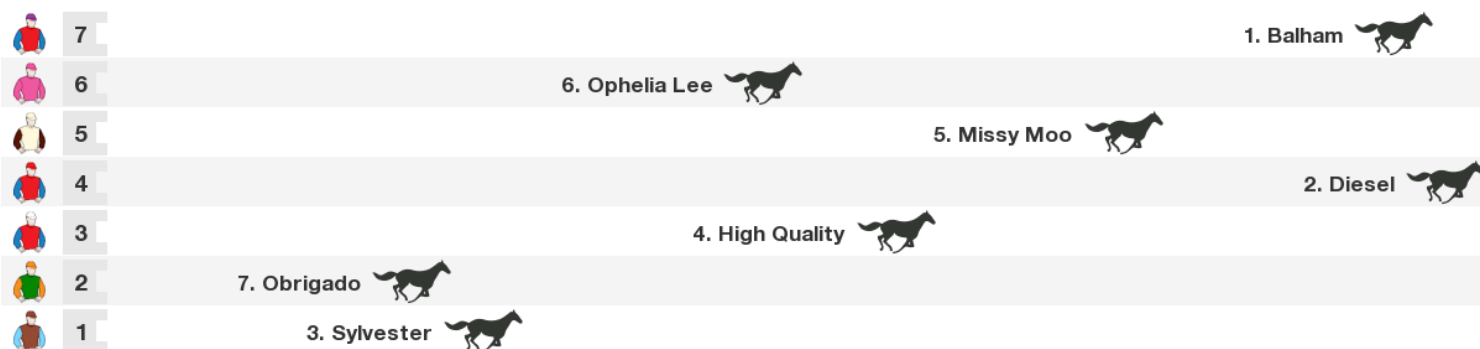 7 1. Balham
6 6. Ophelia Lee
5 5. Missy Moo
4 2. Diesel
3 4. High Quality
2 7. Obrigado
1 3. Sylvester